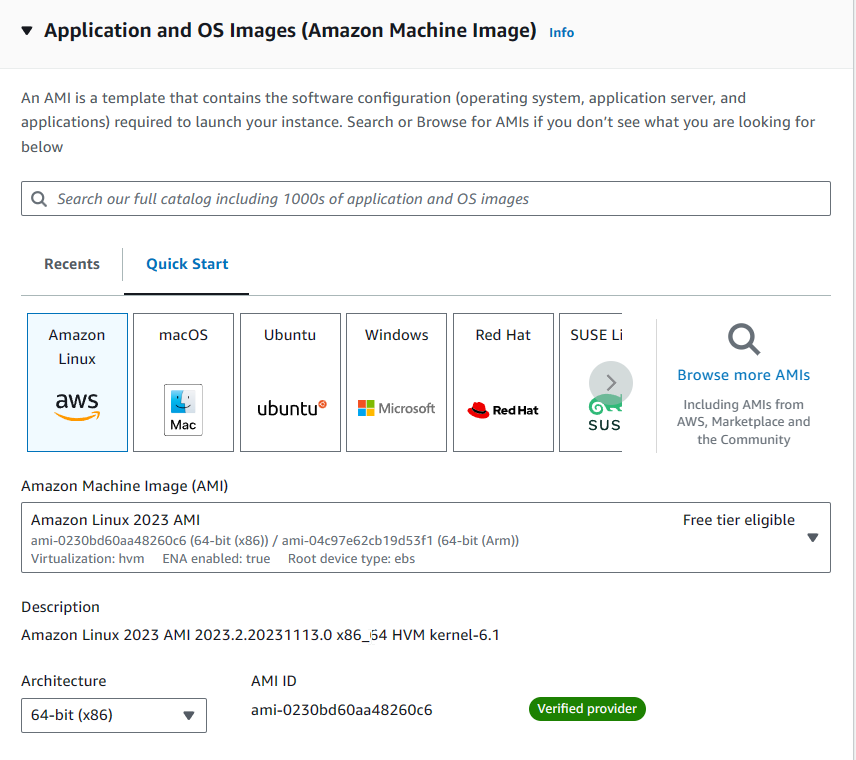 Application and OS Images (Amazon Machine Image) Info
An AMI is a template that contains the software configuration (operating system, application server, and
applications) required to launch your instance. Search or Browse for AMIs if you don’t see what you are looking for
below
Search our full catalog including 1000s of application and OS images
Recents
Quick Start
Amazon
Linux
aws
macOS
Mac
Ubuntu
ubuntu
Windows
Microsoft
Red Hat
Red Hat
SUSE Li
SUS
Browse more AMIs
Including AMIs from
AWS, Marketplace and
the Community
Amazon Machine Image (AMI)
Amazon Linux 2023 AMI
Free tier eligible
ami-0230bd60aa48260c6 (64-bit (x86)) / ami-04c97e62cb19d53f1 (64-bit (Arm))
Virtualization: hvm ENA enabled: true Root device type: ebs
Description
Amazon Linux 2023 AMI 2023.2.20231113.0 x86_64 HVM kernel-6.1
Architecture
64-bit (x86)
AMI ID
ami-0230bd60aa48260c6
Verified provider